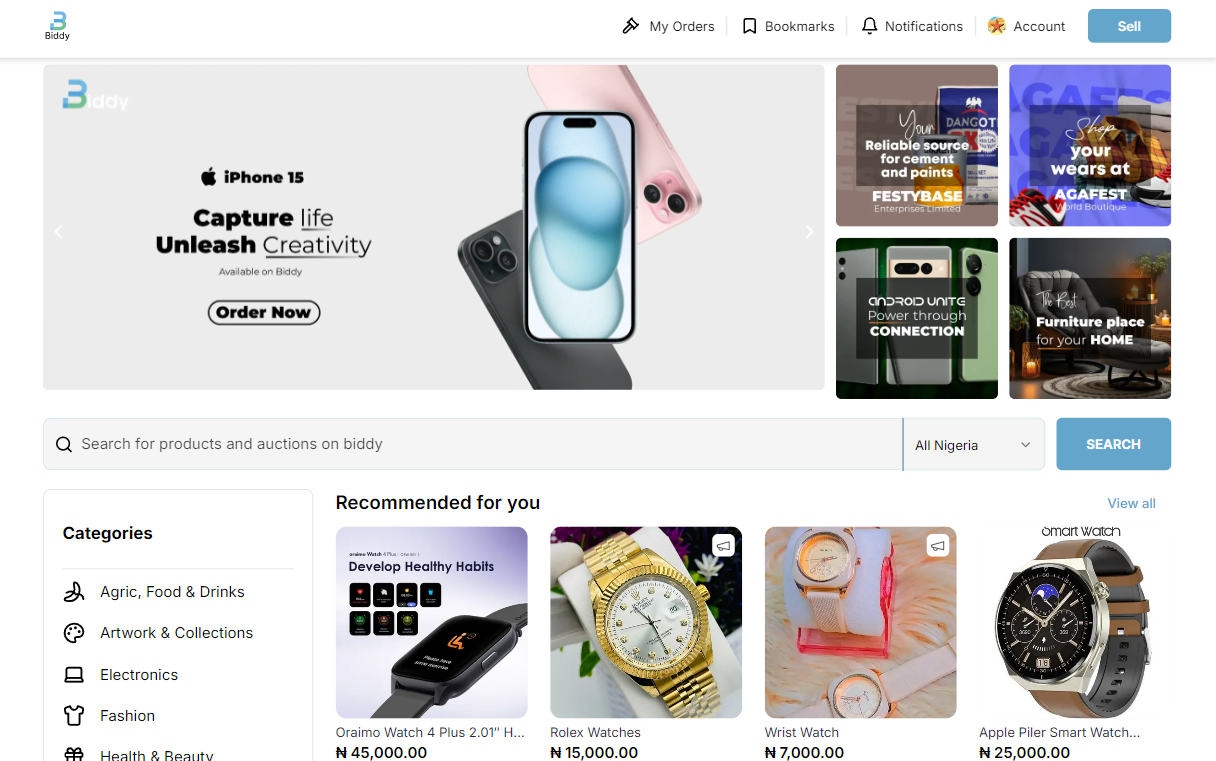 Biddy
My Orders
Bookmarks
Notifications
Account
Sell
Biddy
iPhone 15
Capture life
Unleash Creativity
Available on Biddy
Order Now
DANGOTE
Your
Reliable source
for cement
and paints
FESTYBASE
Enterprises Limited
AGAFEST
Shop
your
wears at
AGAFEST
World Boutique
ANDROID UNITE
Power through
CONNECTION
The Best
Furniture place
for your HOME
Search for products and auctions on biddy
All Nigeria
SEARCH
Categories
Agric, Food & Drinks
Artwork & Collections
Electronics
Fashion
Health & Beauty
Recommended for you
View all
oraimo Watch 4 Plus
Develop Healthy Habits
Please have
some exercise
Oraimo Watch 4 Plus 2.01″ H...
₦ 45,000.00
Rolex Watches
₦ 15,000.00
Wrist Watch
₦ 7,000.00
Smart Watch
Apple Piler Smart Watch...
₦ 25,000.00